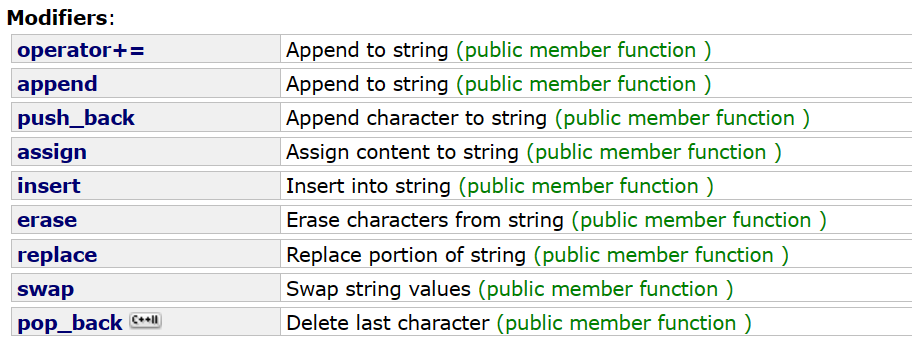 Modifiers:
operator+= Append to string (public member function )
append Append to string (public member function )
push_back Append character to string (public member function )
assign Assign content to string (public member function )
insert Insert into string (public member function )
erase Erase characters from string (public member function )
replace Replace portion of string (public member function )
swap Swap string values (public member function )
pop_back C++11 Delete last character (public member function )